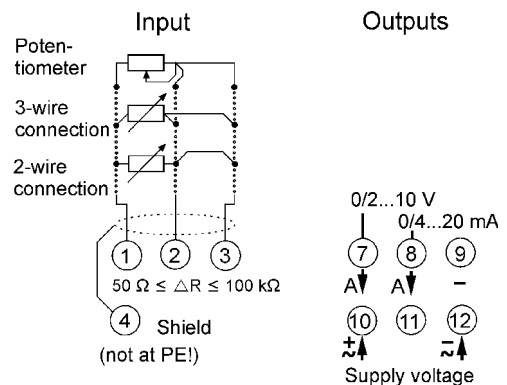 Input
Poten-
tiometer
3-wire
connection
2-wire
connection
1 2 3
50 Ω ≤ △R ≤ 100 kΩ
4 Shield
(not at PE!)
Outputs
0/2...10 V
0/4...20 mA
7 8 9
A A –
10 11 12
+ ~ – ~
Supply voltage